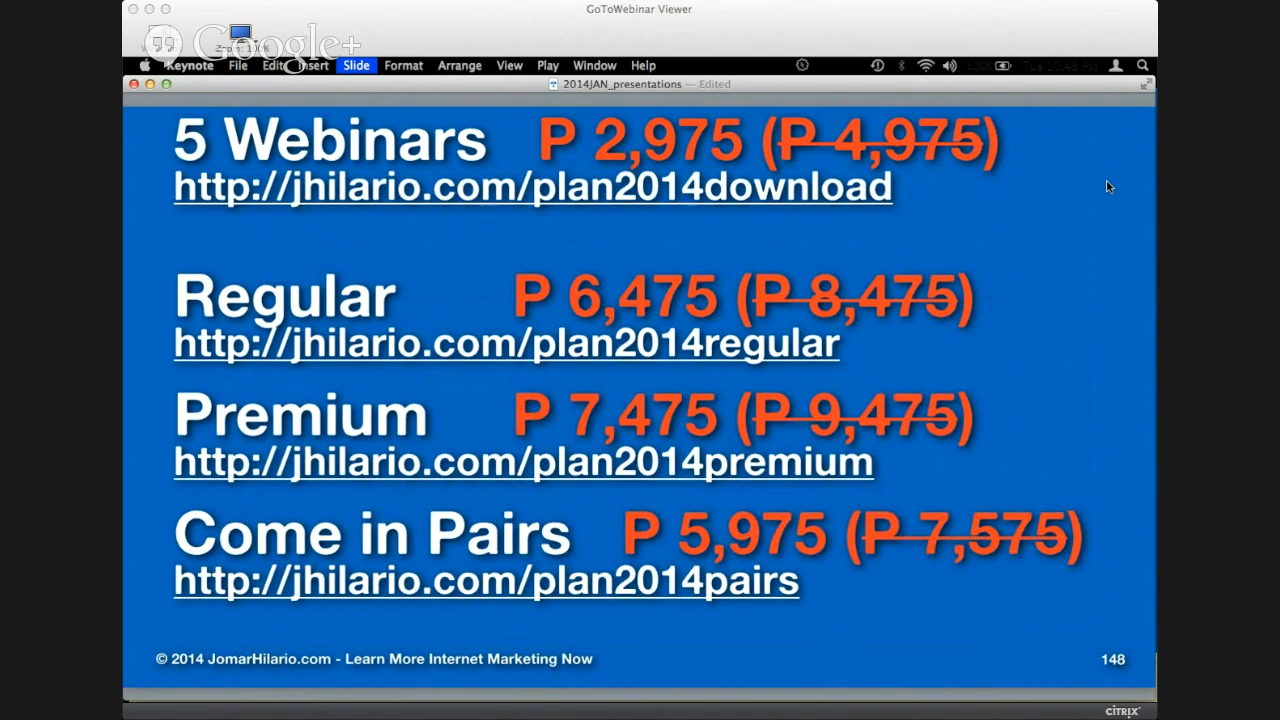 GoToWebinar Viewer
Google+
Zoom: 100%
Keynote File Edit Insert Slide Format Arrange View Play Window Help
2014JAN_presentations — Edited
5 Webinars P 2,975 (P 4,975)
http://jhilario.com/plan2014download
Regular P 6,475 (P 8,475)
http://jhilario.com/plan2014regular
Premium P 7,475 (P 9,475)
http://jhilario.com/plan2014premium
Come in Pairs P 5,975 (P 7,575)
http://jhilario.com/plan2014pairs
© 2014 JomarHilario.com - Learn More Internet Marketing Now
148
CITRIX